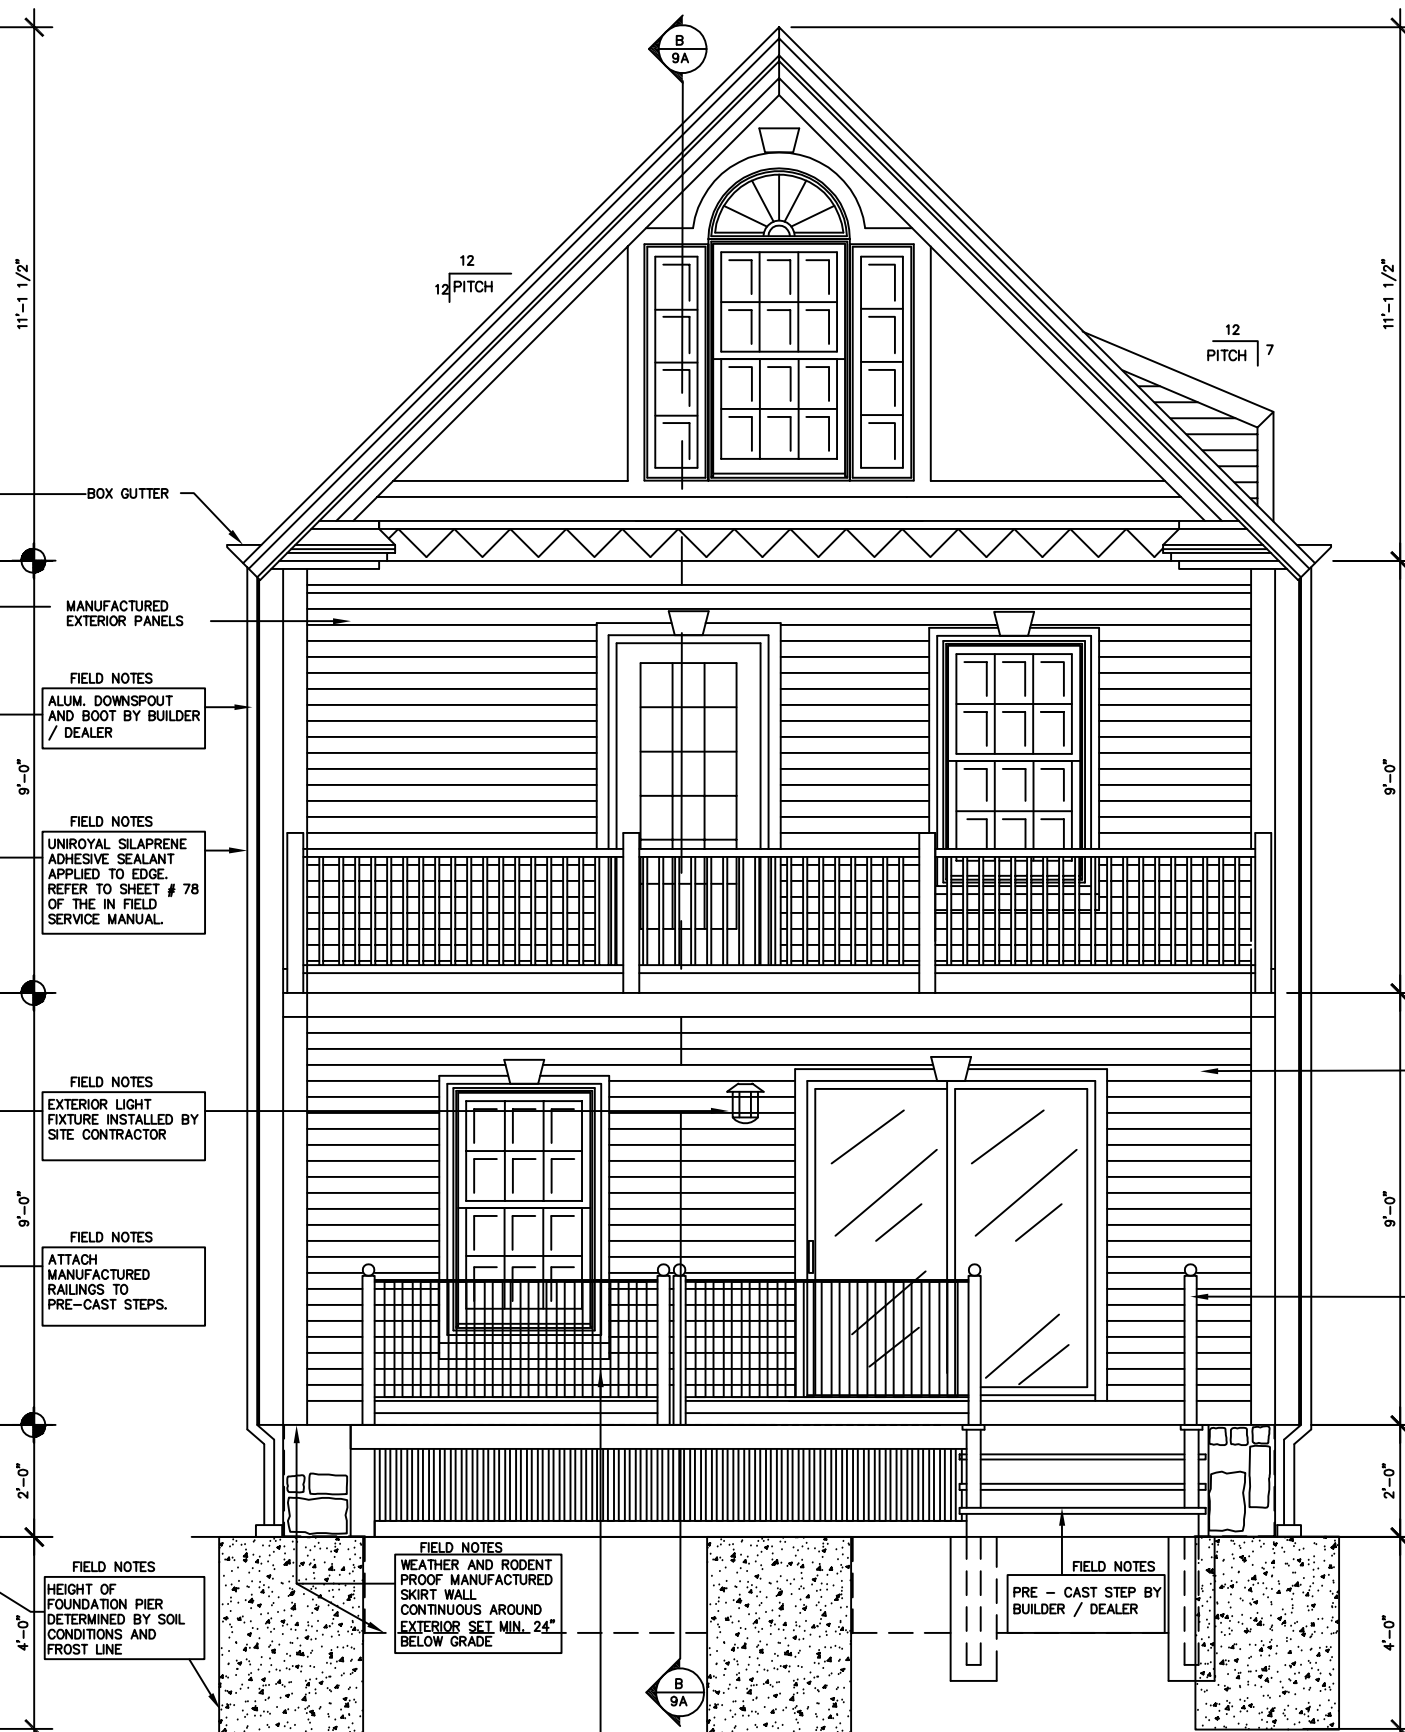 B
9A
11'-1 1/2"
11'-1 1/2"
12
12 PITCH
12
PITCH 7
BOX GUTTER
MANUFACTURED
EXTERIOR PANELS
FIELD NOTES
ALUM. DOWNSPOUT
AND BOOT BY BUILDER
/ DEALER
9'-0"
9'-0"
FIELD NOTES
UNIROYAL SILAPRENE
ADHESIVE SEALANT
APPLIED TO EDGE.
REFER TO SHEET # 78
OF THE IN FIELD
SERVICE MANUAL.
FIELD NOTES
EXTERIOR LIGHT
FIXTURE INSTALLED BY
SITE CONTRACTOR
9'-0"
9'-0"
FIELD NOTES
ATTACH
MANUFACTURED
RAILINGS TO
PRE-CAST STEPS.
2'-0"
2'-0"
FIELD NOTES
HEIGHT OF
FOUNDATION PIER
DETERMINED BY SOIL
CONDITIONS AND
FROST LINE
4'-0"
FIELD NOTES
WEATHER AND RODENT
PROOF MANUFACTURED
SKIRT WALL
CONTINUOUS AROUND
EXTERIOR SET MIN. 24"
BELOW GRADE
FIELD NOTES
PRE - CAST STEP BY
BUILDER / DEALER
4'-0"
B
9A